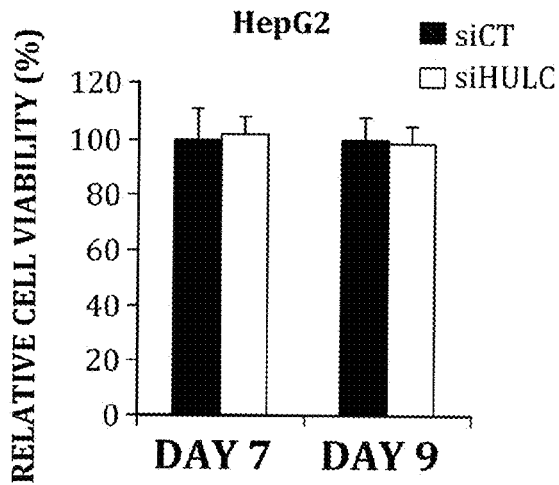 HepG2
siCT
siHULC
RELATIVE CELL VIABILITY (%)
120
100
80
60
40
20
0
DAY 7
DAY 9